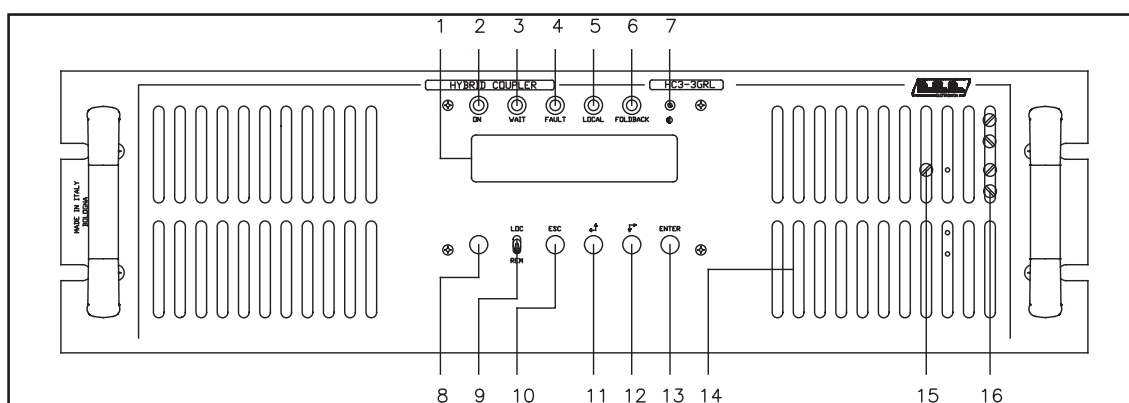 1 2 3 4 5 6 7
HYBRID COUPLER HC3-3GRL
ON WAIT FAULT LOCAL FOLDBACK
MADE IN ITALY
BOLOGNA
LOC ESC ENTER
REM
8 9 10 11 12 13 14 15 16